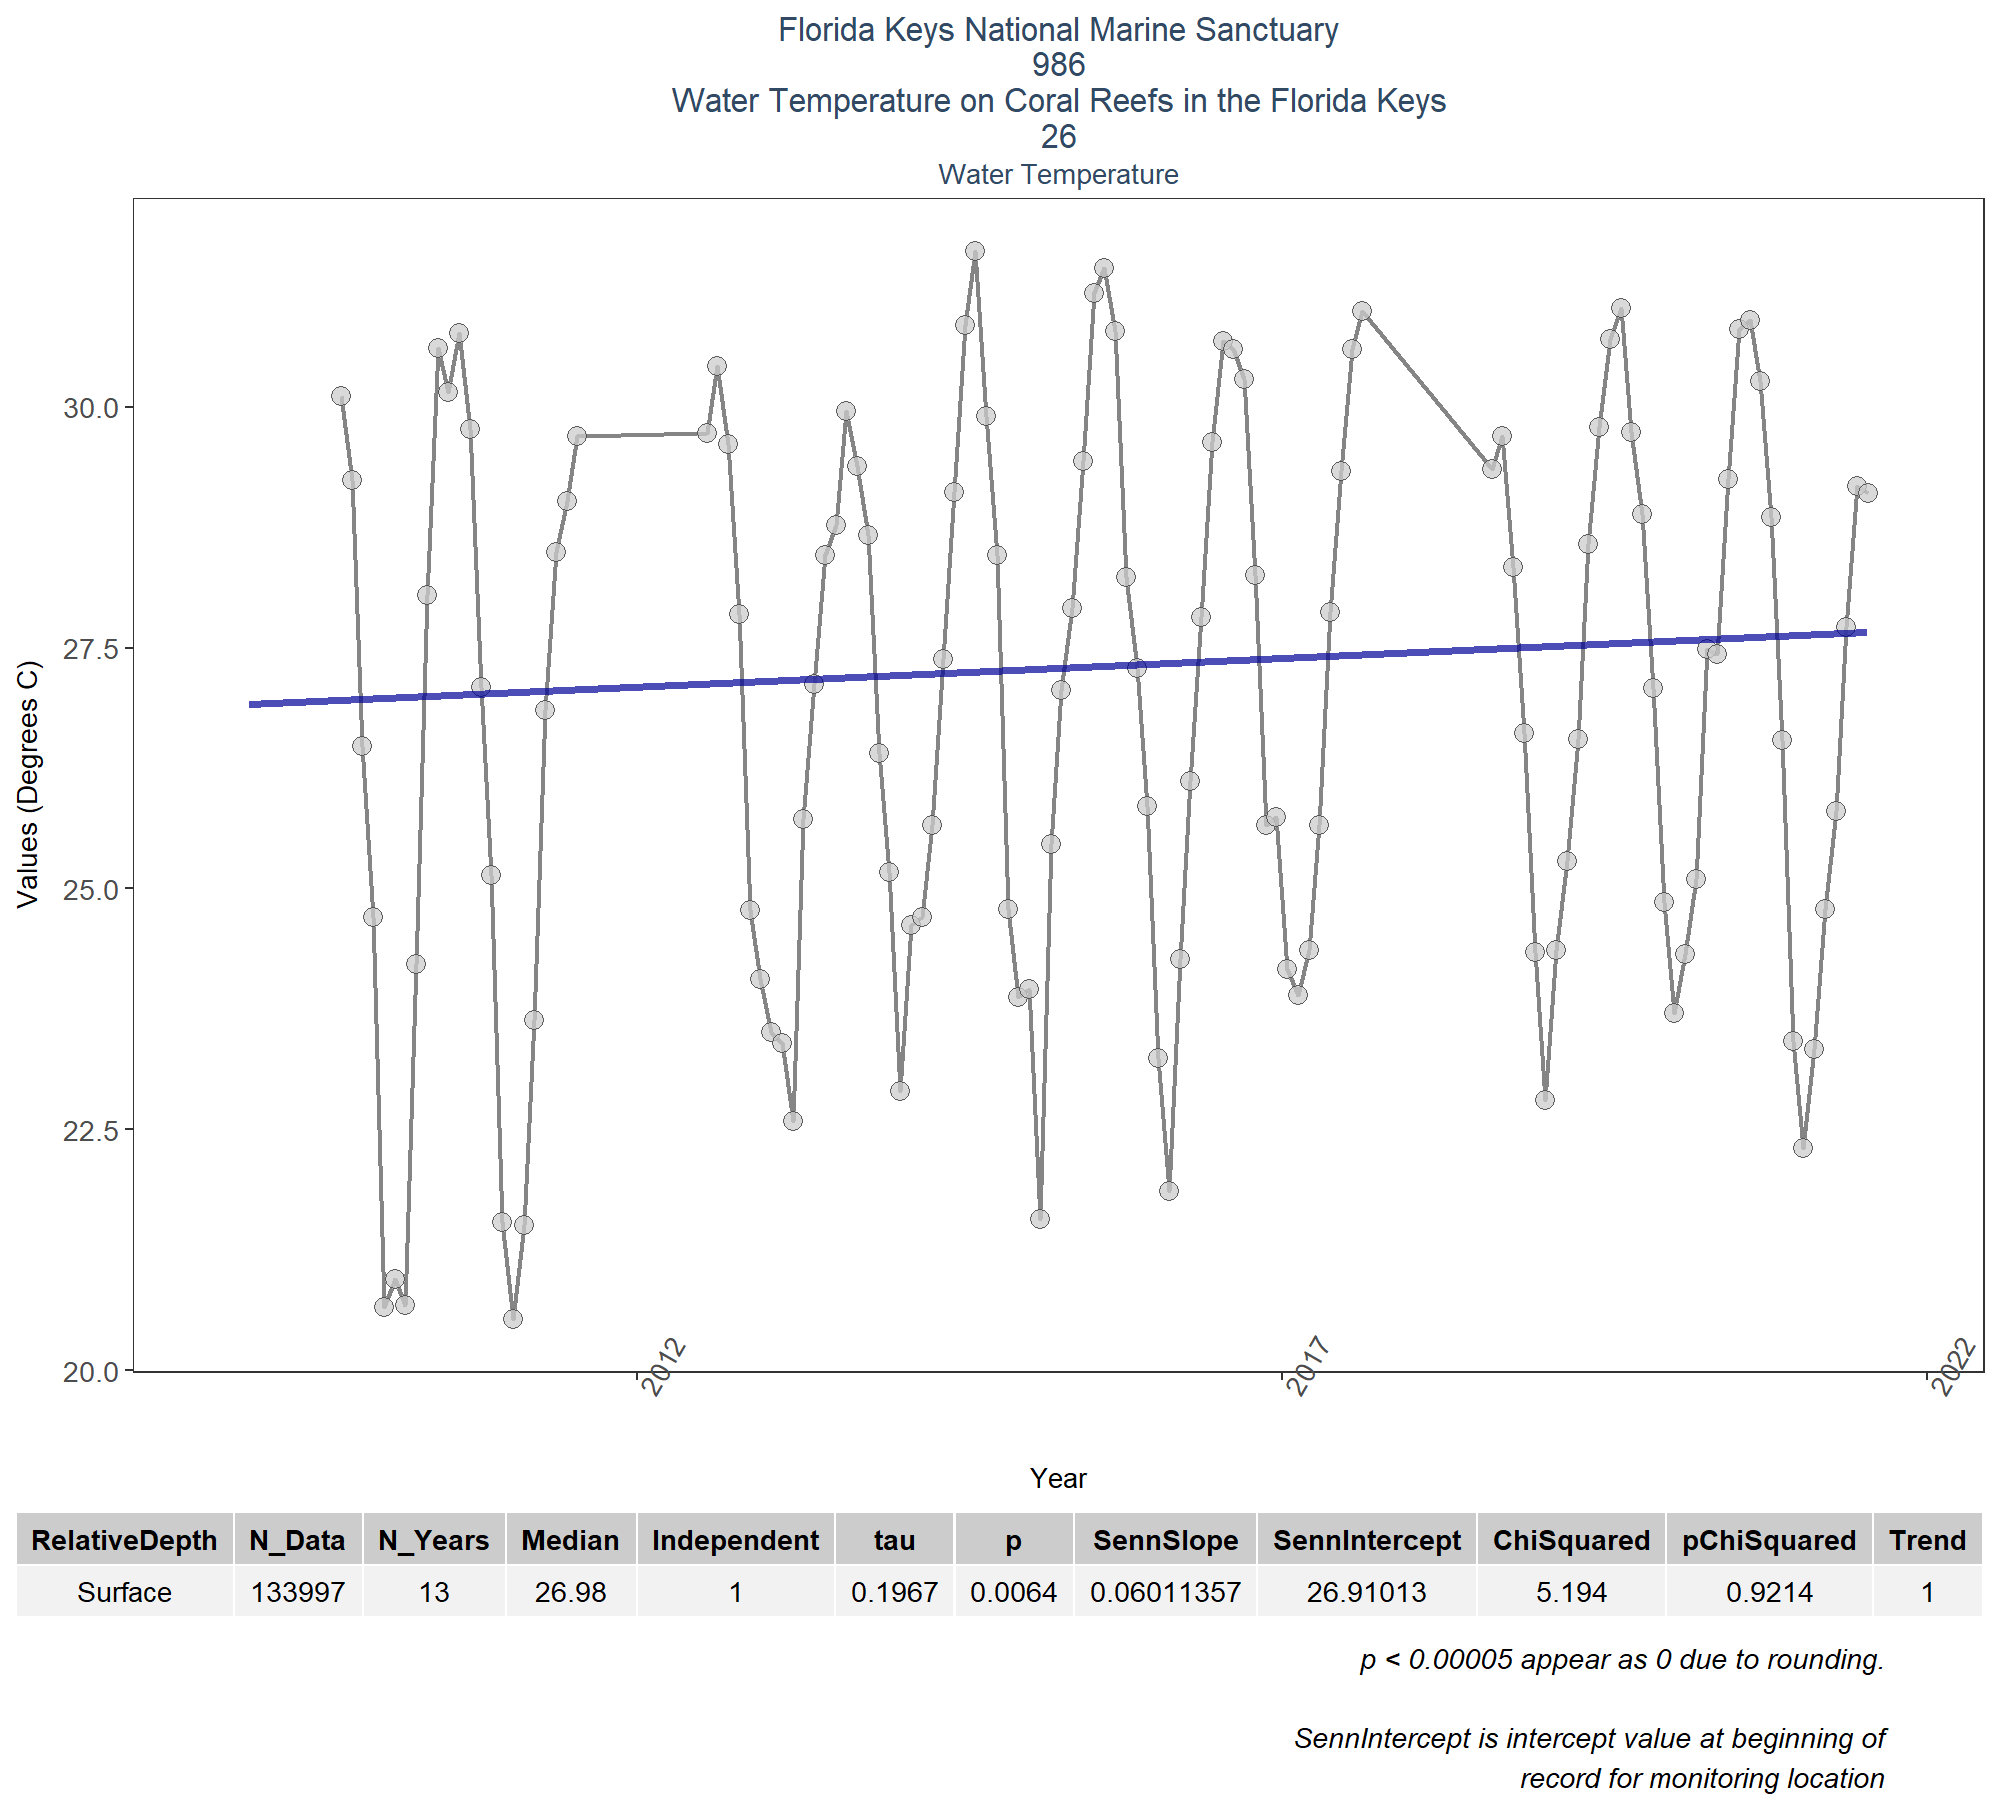 Florida Keys National Marine Sanctuary
986
Water Temperature on Coral Reefs in the Florida Keys
26
Water Temperature
Values (Degrees C)
30.0
27.5
25.0
22.5
20.0
2012
2017
2022
Year
RelativeDepth N_Data N_Years Median Independent tau p SennSlope SennIntercept ChiSquared pChiSquared Trend
Surface 133997 13 26.98 1 0.1967 0.0064 0.06011357 26.91013 5.194 0.9214 1
p < 0.00005 appear as 0 due to rounding.
SennIntercept is intercept value at beginning of
record for monitoring location